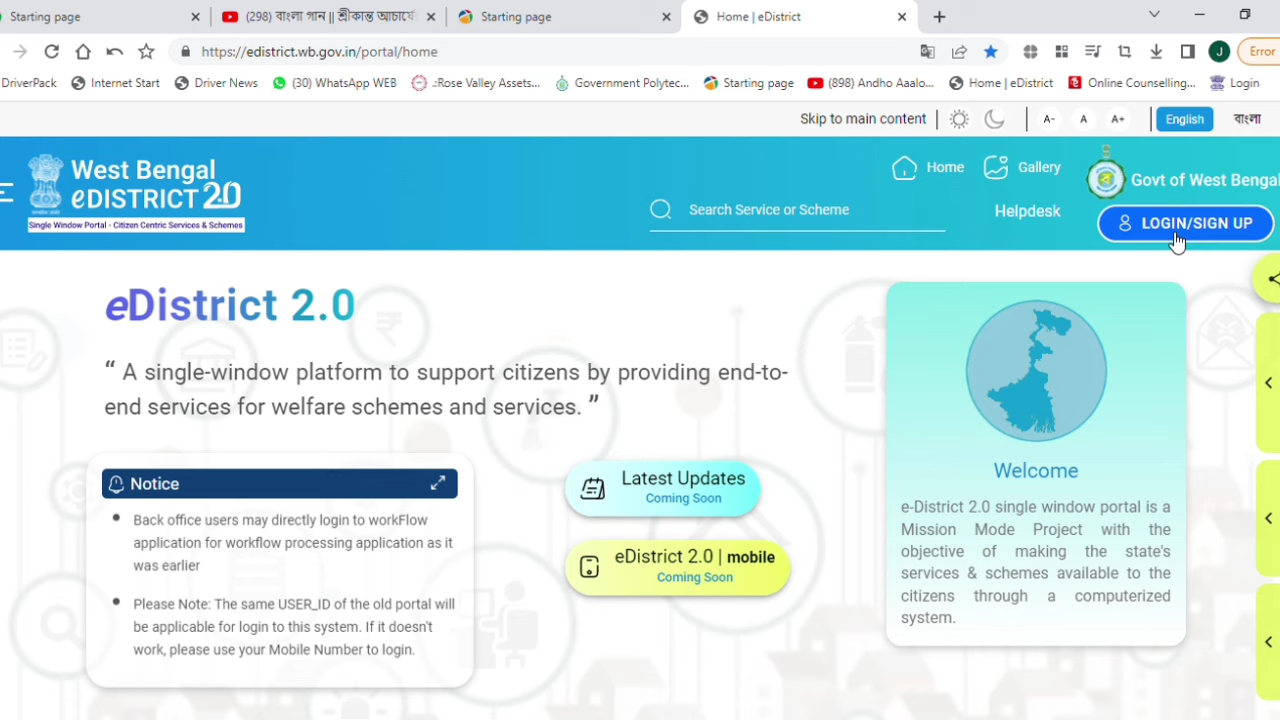 Starting page
(298) বাংলা গান || শ্রীকান্ত আচার্যে
Starting page
Home | eDistrict
https://edistrict.wb.gov.in/portal/home
J
Error
DriverPack
Internet Start
Driver News
(30) WhatsApp WEB
.:Rose Valley Assets...
Government Polytec...
Starting page
(898) Andho Aaalo...
Home | eDistrict
Online Counselling...
Login
Skip to main content
A-
A
A+
English
বাংলা
West Bengal
eDISTRICT 2.0
Single Window Portal - Citizen Centric Services & Schemes
Home
Gallery
Govt of West Bengal
Search Service or Scheme
Helpdesk
LOGIN/SIGN UP
eDistrict 2.0
“ A single-window platform to support citizens by providing end-to-
end services for welfare schemes and services. ”
Notice
Back office users may directly login to workFlow
application for workflow processing application as it
was earlier
Please Note: The same USER_ID of the old portal will
be applicable for login to this system. If it doesn't
work, please use your Mobile Number to login.
Latest Updates
Coming Soon
eDistrict 2.0 | mobile
Coming Soon
Welcome
e-District 2.0 single window portal is a
Mission Mode Project with the
objective of making the state's
services & schemes available to the
citizens through a computerized
system.